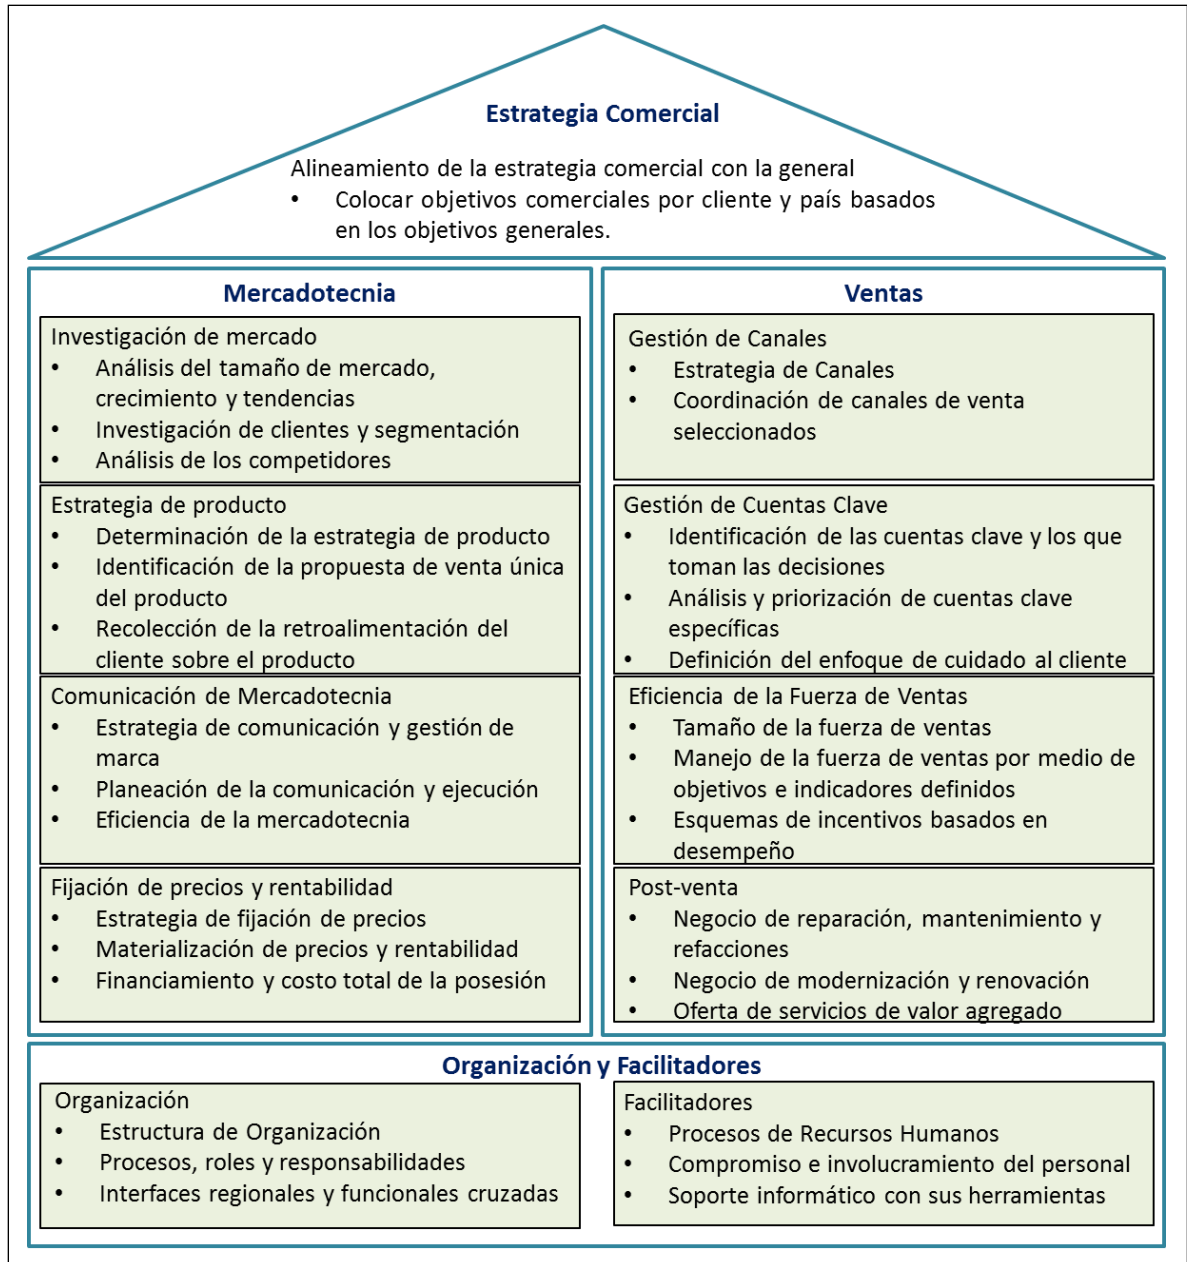 Estrategia Comercial
Alineamiento de la estrategia comercial con la general
• Colocar objetivos comerciales por cliente y país basados
en los objetivos generales.
Mercadotecnia
Investigación de mercado
• Análisis del tamaño de mercado,
crecimiento y tendencias
• Investigación de clientes y segmentación
• Análisis de los competidores
Estrategia de producto
• Determinación de la estrategia de producto
• Identificación de la propuesta de venta única
del producto
• Recolección de la retroalimentación del
cliente sobre el producto
Comunicación de Mercadotecnia
• Estrategia de comunicación y gestión de
marca
• Planeación de la comunicación y ejecución
• Eficiencia de la mercadotecnia
Fijación de precios y rentabilidad
• Estrategia de fijación de precios
• Materialización de precios y rentabilidad
• Financiamiento y costo total de la posesión
Ventas
Gestión de Canales
• Estrategia de Canales
• Coordinación de canales de venta
seleccionados
Gestión de Cuentas Clave
• Identificación de las cuentas clave y los que
toman las decisiones
• Análisis y priorización de cuentas clave
específicas
• Definición del enfoque de cuidado al cliente
Eficiencia de la Fuerza de Ventas
• Tamaño de la fuerza de ventas
• Manejo de la fuerza de ventas por medio de
objetivos e indicadores definidos
• Esquemas de incentivos basados en
desempeño
Post-venta
• Negocio de reparación, mantenimiento y
refacciones
• Negocio de modernización y renovación
• Oferta de servicios de valor agregado
Organización y Facilitadores
Organización
• Estructura de Organización
• Procesos, roles y responsabilidades
• Interfaces regionales y funcionales cruzadas
Facilitadores
• Procesos de Recursos Humanos
• Compromiso e involucramiento del personal
• Soporte informático con sus herramientas